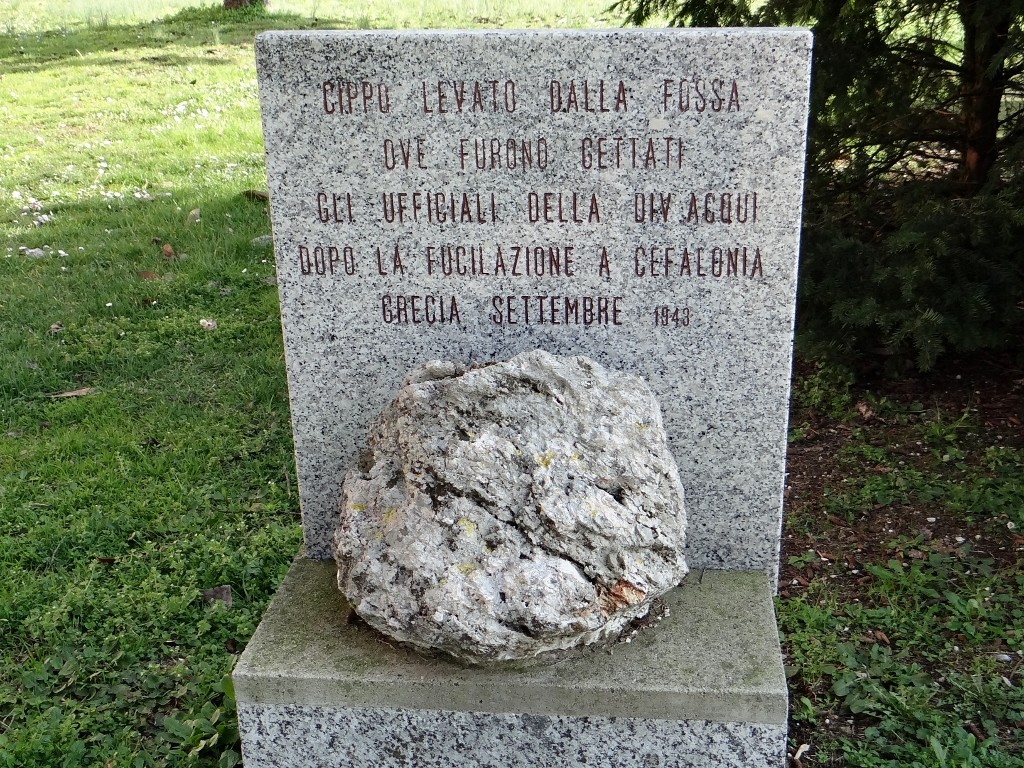 CIPPO LEVATO DALLA FOSSA
OVE FURONO GETTATI
GLI UFFICIALI DELLA DIV ACQUI
DOPO LA FUCILAZIONE A CEFALONIA
GRECIA SETTEMBRE 1943